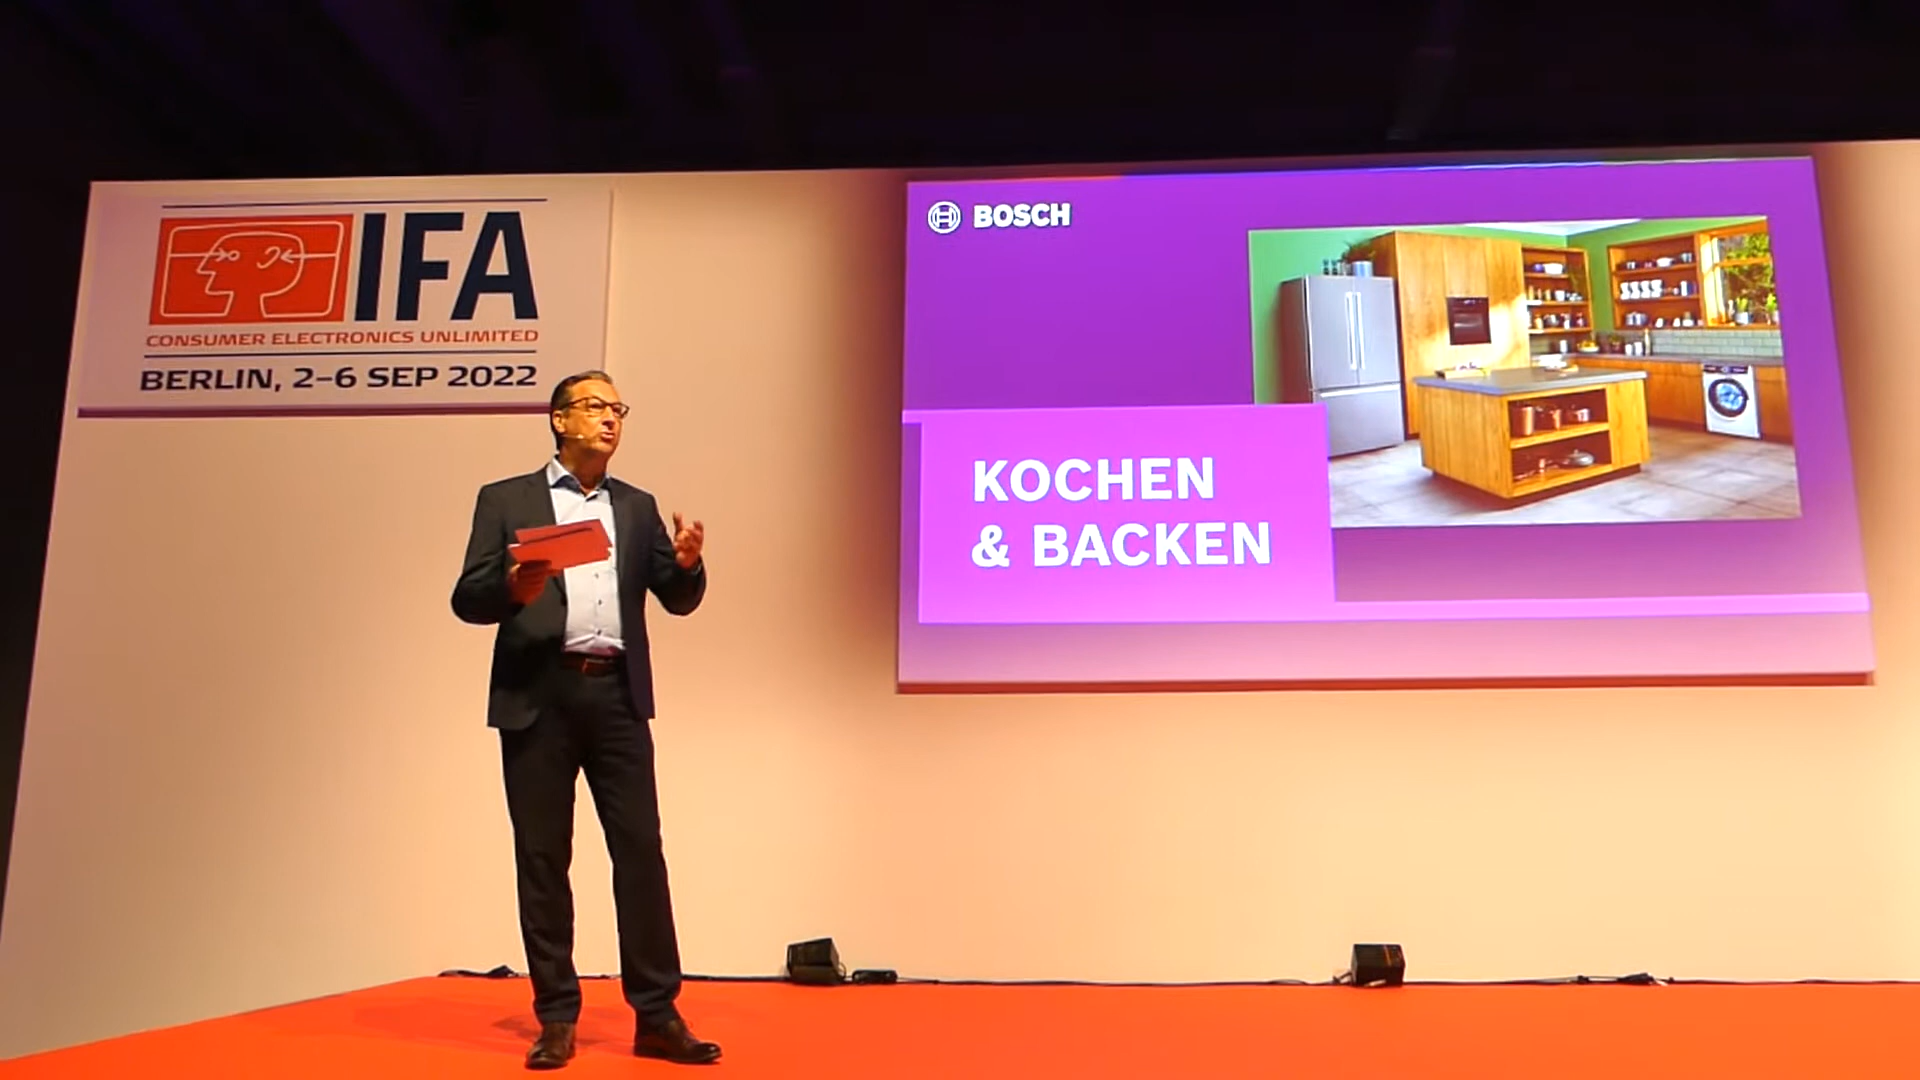 IFA
CONSUMER ELECTRONICS UNLIMITED
BERLIN, 2–6 SEP 2022
BOSCH
KOCHEN
& BACKEN